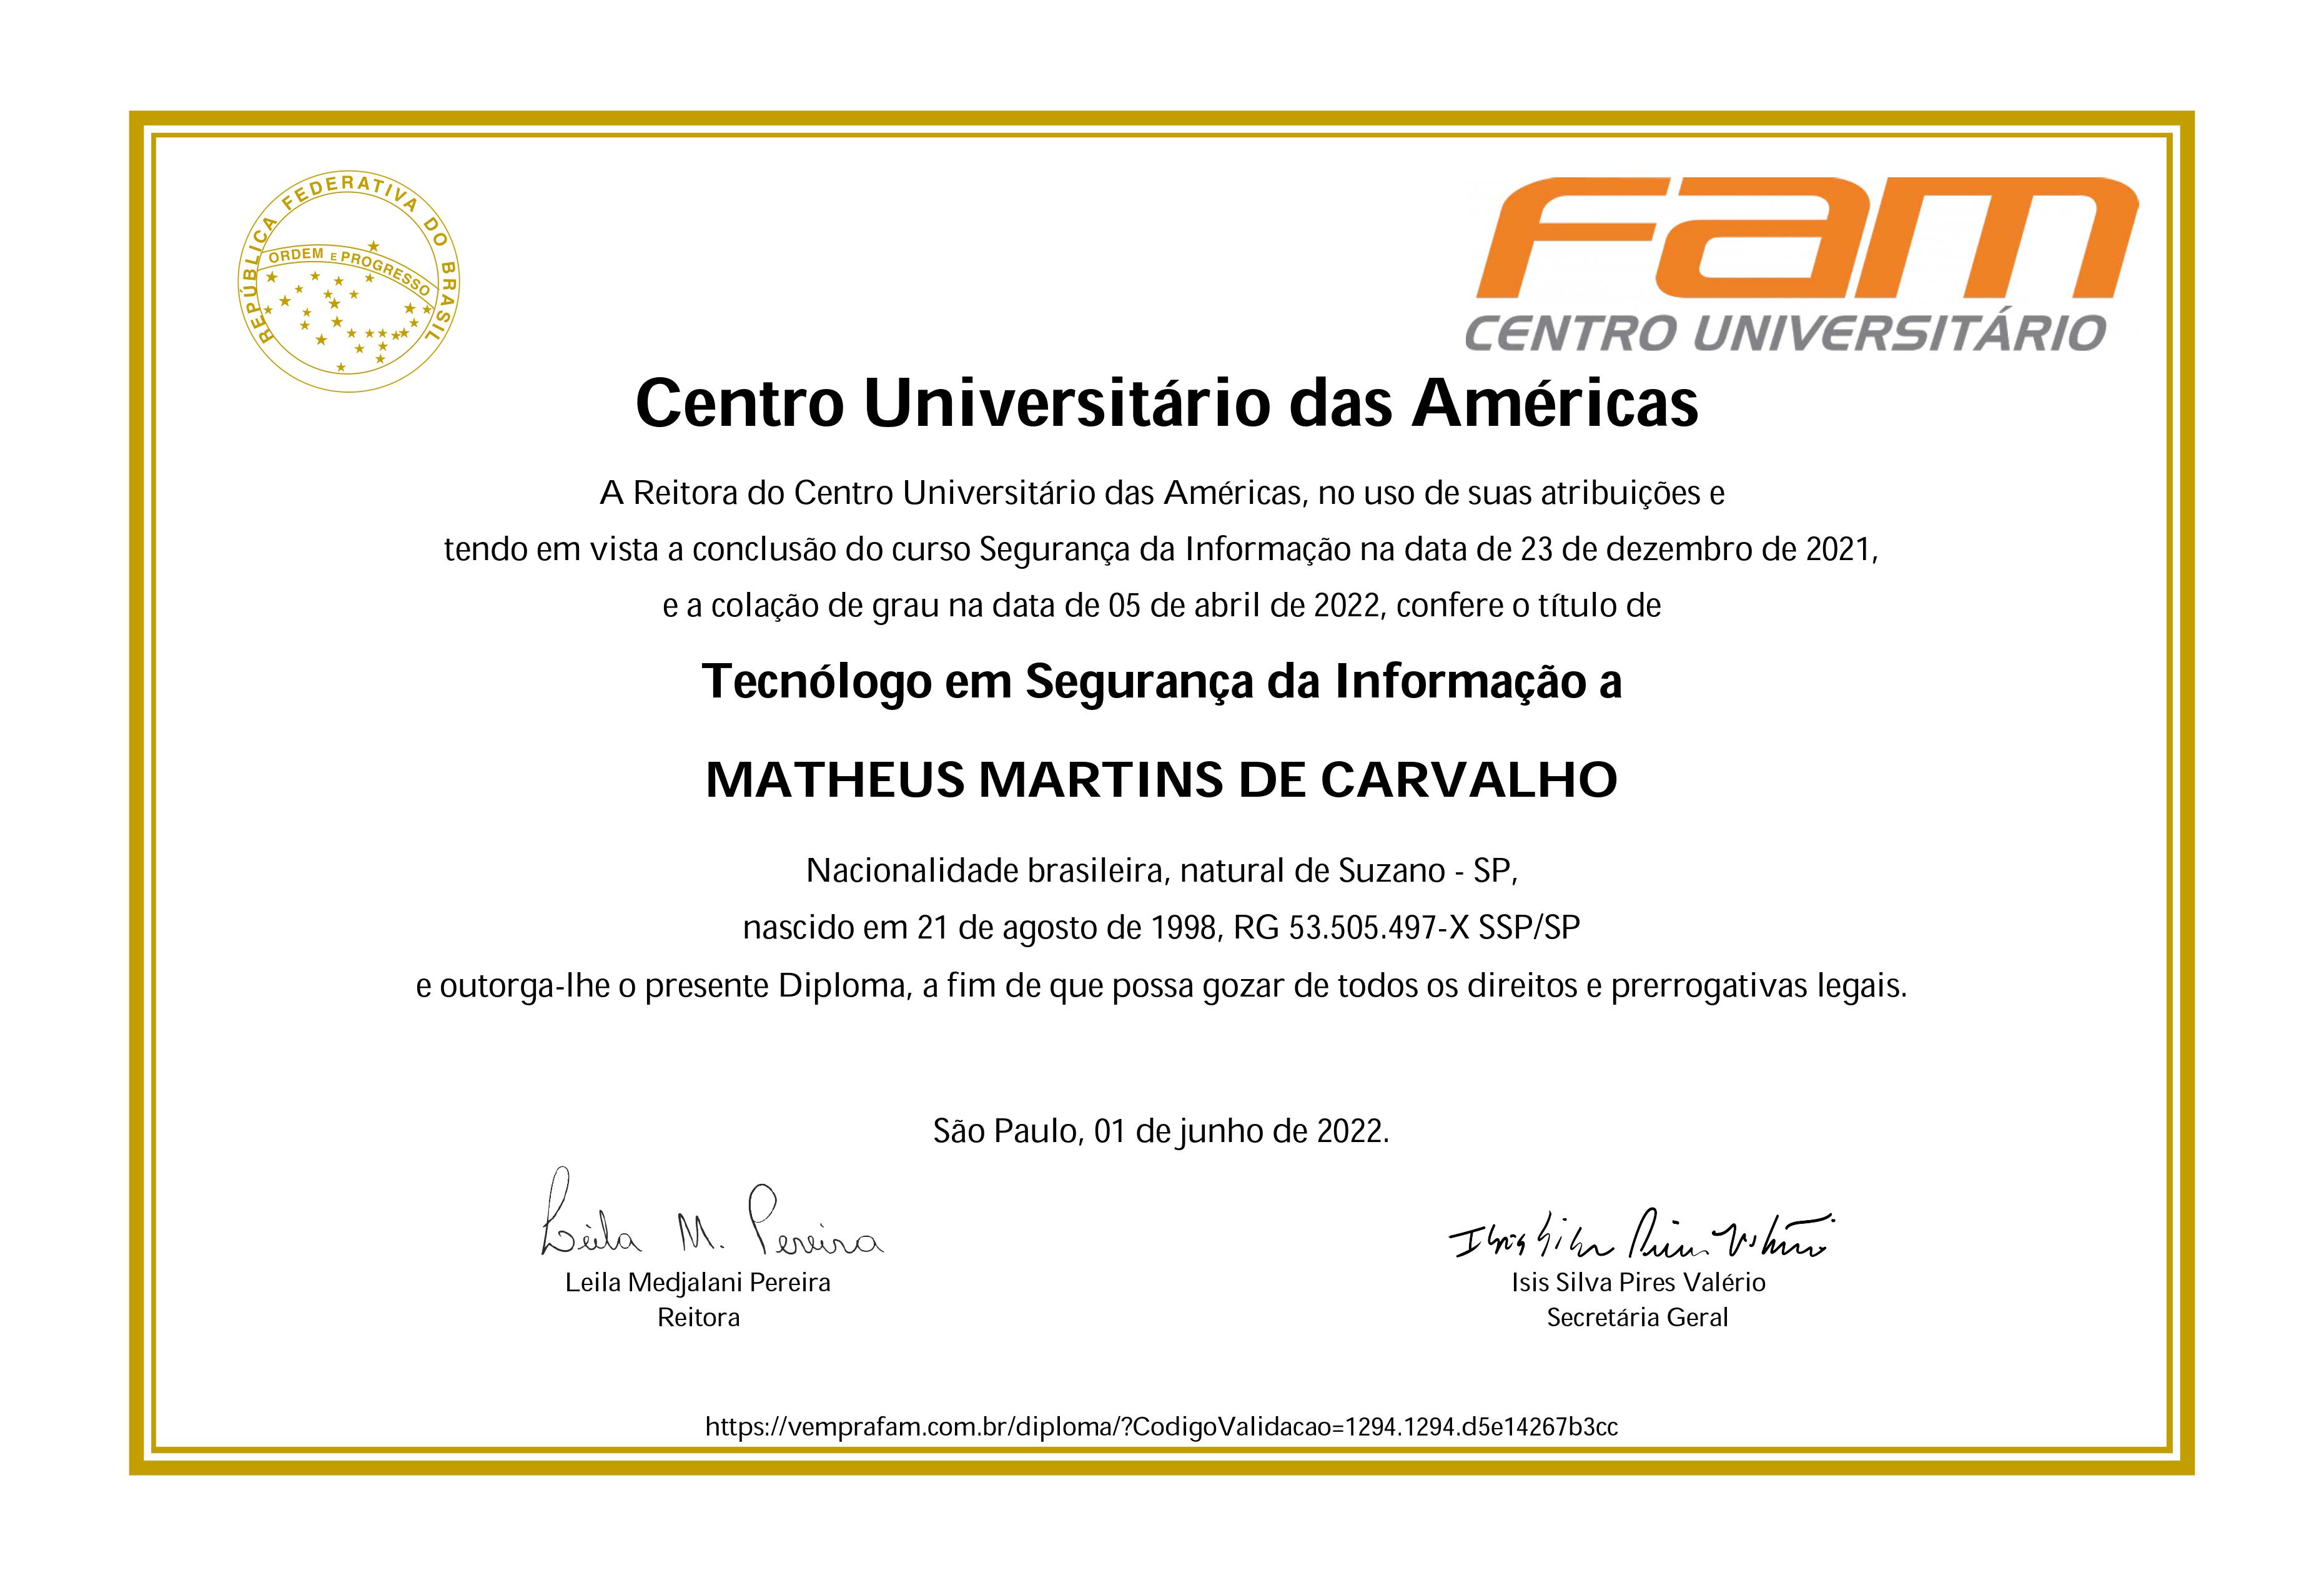 REPÚBLICA FEDERATIVA DO BRASIL
ORDEM E PROGRESSO
Fam
CENTRO UNIVERSITÁRIO
Centro Universitário das Américas
A Reitora do Centro Universitário das Américas, no uso de suas atribuições e
tendo em vista a conclusão do curso Segurança da Informação na data de 23 de dezembro de 2021,
e a colação de grau na data de 05 de abril de 2022, confere o título de
Tecnólogo em Segurança da Informação a
MATHEUS MARTINS DE CARVALHO
Nacionalidade brasileira, natural de Suzano - SP,
nascido em 21 de agosto de 1998, RG 53.505.497-X SSP/SP
e outorga-lhe o presente Diploma, a fim de que possa gozar de todos os direitos e prerrogativas legais.
São Paulo, 01 de junho de 2022.
Leila M. Pereira
Isis Silva Pires Valério
Leila Medjalani Pereira
Isis Silva Pires Valério
Reitora
Secretária Geral
https://vemprafam.com.br/diploma/?CodigoValidacao=1294.1294.d5e14267b3cc